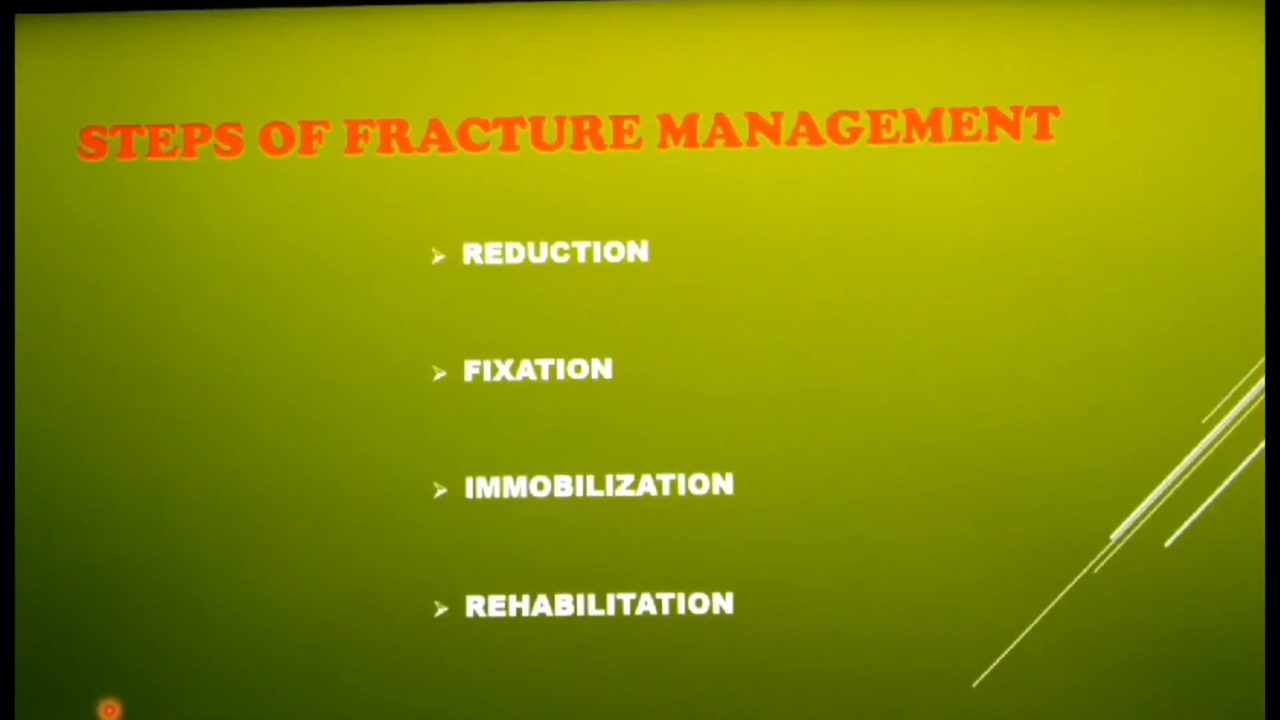 STEPS OF FRACTURE MANAGEMENT
REDUCTION
FIXATION
IMMOBILIZATION
REHABILITATION